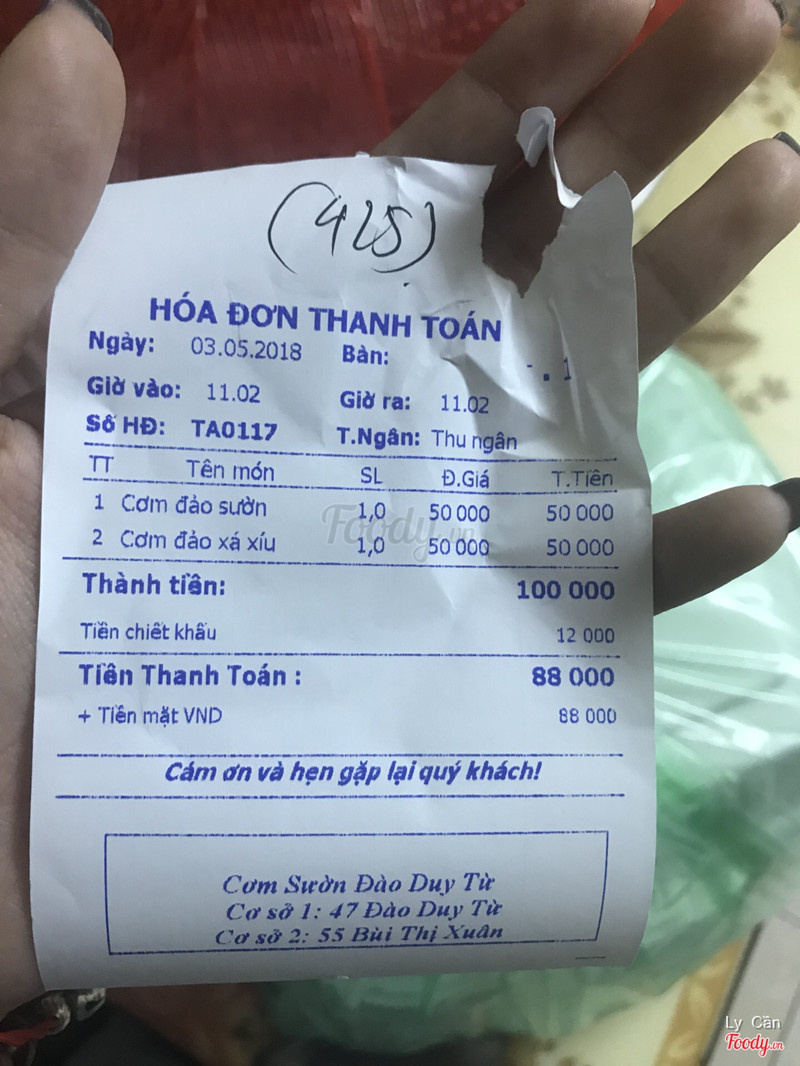 (425)
HÓA ĐƠN THANH TOÁN
Ngày: 03.05.2018 Bàn: - . 1
Giờ vào: 11.02 Giờ ra: 11.02
Số HĐ: TA0117 T.Ngân: Thu ngân
TT Tên món SL Đ.Giá T.Tiền
1 Cơm đảo sườn 1,0 50 000 50 000
2 Cơm đảo xá xíu 1,0 50 000 50 000
Thành tiền: 100 000
Tiền chiết khấu 12 000
Tiền Thanh Toán : 88 000
+ Tiền mặt VND 88 000
Cám ơn và hẹn gặp lại quý khách!
Cơm Sườn Đào Duy Từ
Cơ sở 1: 47 Đào Duy Từ
Cơ sở 2: 55 Bùi Thị Xuân
Foody.vn
Ly Cần
Foody.vn